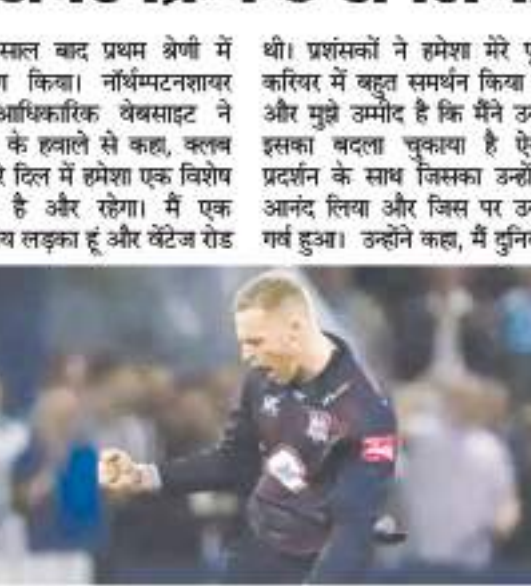 साल बाद प्रथम श्रेणी में
किया। नॉर्थम्पटनशायर
आधिकारिक वेबसाइट ने
के हवाले से कहा, क्लब
दिल में हमेशा एक विशेष
है और रहेगा। मैं एक
लड़का हूं और वेंटेज रोड
थी। प्रशंसकों ने हमेशा मेरे
करियर में बहुत समर्थन किया
और मुझे उम्मीद है कि मैंने
इसका बदला चुकाया है
प्रदर्शन के साथ जिसका
आनंद लिया और जिस पर
गर्व हुआ। उन्होंने कहा, मैं